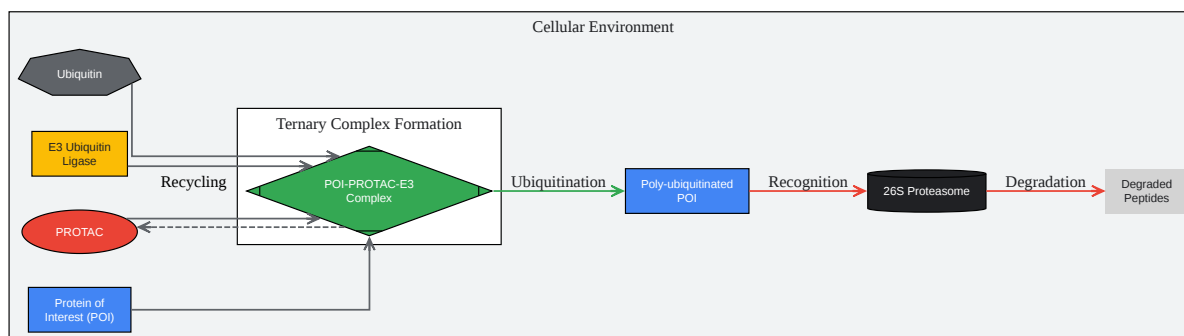 Cellular Environment
Ubiquitin
E3 Ubiquitin
Ligase
PROTAC
Protein of
Interest (POI)
Recycling
Ternary Complex Formation
POI-PROTAC-E3
Complex
Ubiquitination
Poly-ubiquitinated
POI
Recognition
26S Proteasome
Degradation
Degraded
Peptides